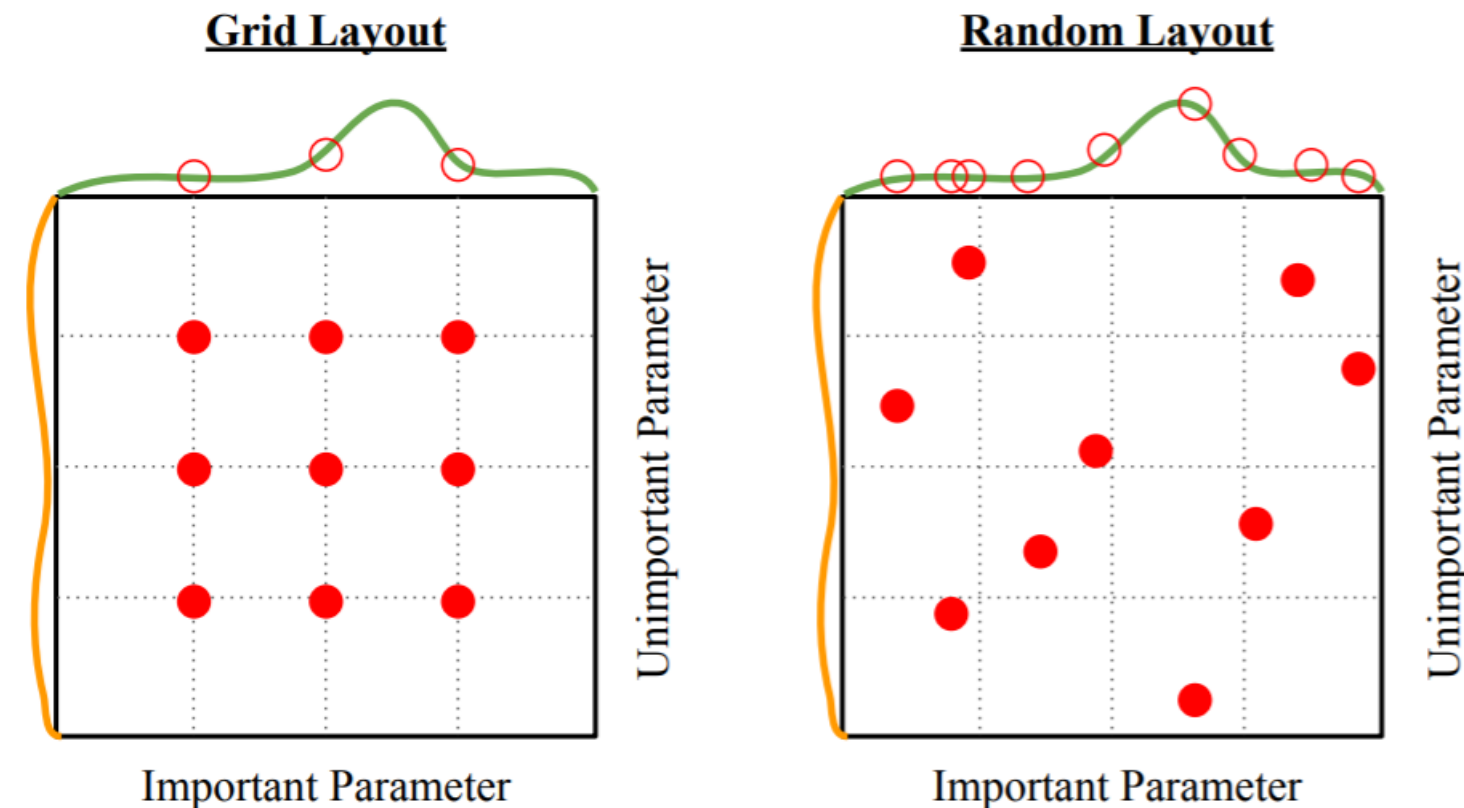 Grid Layout
Unimportant Parameter
Important Parameter
Random Layout
Unimportant Parameter
Important Parameter